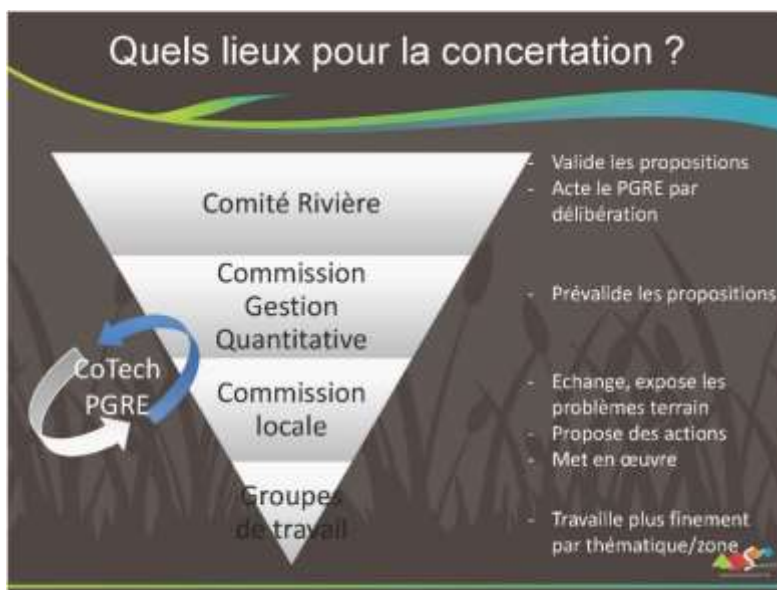 Quels lieux pour la concertation ?
Comité Rivière
- Valide les propositions
- Acte le PGRE par
délibération
Commission
Gestion
Quantitative
- Prévalide les propositions
CoTech
PGRE
Commission
locale
- Echange, expose les
problèmes terrain
- Propose des actions
- Met en œuvre
Groupes
de travail
- Travaille plus finement
par thématique/zone